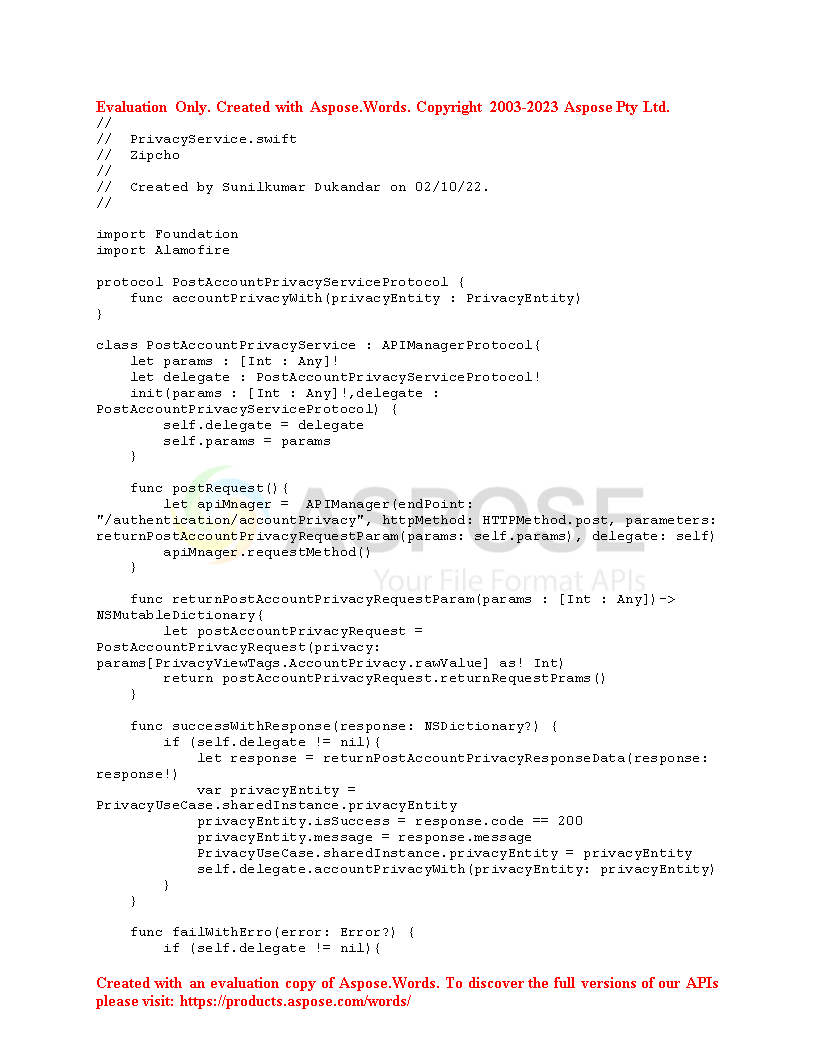 Evaluation Only. Created with Aspose.Words. Copyright 2003-2023 Aspose Pty Ltd.
//
//  PrivacyService.swift
//  Zipcho
//
//  Created by Sunilkumar Dukandar on 02/10/22.
//
import Foundation
import Alamofire
protocol PostAccountPrivacyServiceProtocol {
    func accountPrivacyWith(privacyEntity : PrivacyEntity)
}
class PostAccountPrivacyService : APIManagerProtocol{
    let params : [Int : Any]!
    let delegate : PostAccountPrivacyServiceProtocol!
    init(params : [Int : Any]!,delegate :
PostAccountPrivacyServiceProtocol) {
        self.delegate = delegate
        self.params = params
    }
    func postRequest(){
        let apiMnager =  APIManager(endPoint:
"/authentication/accountPrivacy", httpMethod: HTTPMethod.post, parameters:
returnPostAccountPrivacyRequestParam(params: self.params), delegate: self)
        apiMnager.requestMethod()
    }
ASPOSE
Your File Format APIs
    func returnPostAccountPrivacyRequestParam(params : [Int : Any])->
NSMutableDictionary{
        let postAccountPrivacyRequest =
PostAccountPrivacyRequest(privacy:
params[PrivacyViewTags.AccountPrivacy.rawValue] as! Int)
        return postAccountPrivacyRequest.returnRequestPrams()
    }
    func successWithResponse(response: NSDictionary?) {
        if (self.delegate != nil){
            let response = returnPostAccountPrivacyResponseData(response:
response!)
            var privacyEntity =
PrivacyUseCase.sharedInstance.privacyEntity
            privacyEntity.isSuccess = response.code == 200
            privacyEntity.message = response.message
            PrivacyUseCase.sharedInstance.privacyEntity = privacyEntity
            self.delegate.accountPrivacyWith(privacyEntity: privacyEntity)
        }
    }
    func failWithErro(error: Error?) {
        if (self.delegate != nil){
Created with an evaluation copy of Aspose.Words. To discover the full versions of our APIs
please visit: https://products.aspose.com/words/